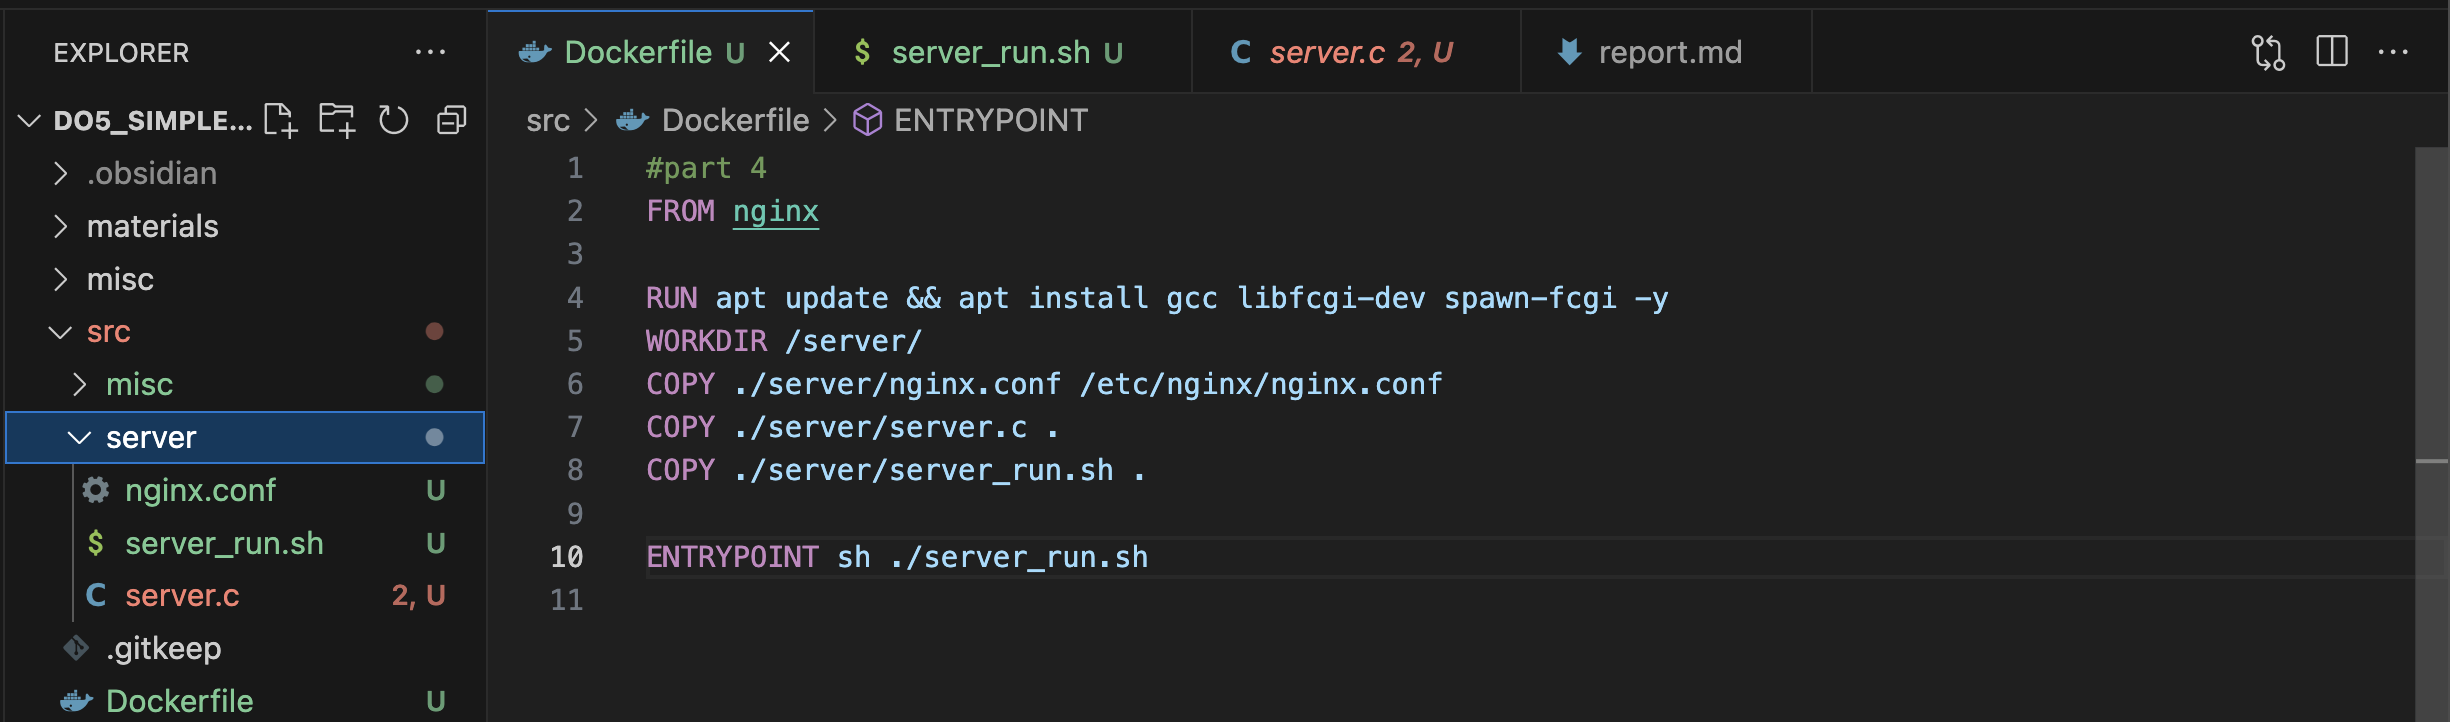 EXPLORER ...
DO5_SIMPLE...
.obsidian
materials
misc
src
misc
server
nginx.conf U
$ server_run.sh U
C server.c 2, U
.gitkeep
Dockerfile U
Dockerfile U
$ server_run.sh U
C server.c 2, U
report.md
src > Dockerfile > ENTRYPOINT
1 #part 4
2 FROM nginx
3
4 RUN apt update && apt install gcc libfcgi-dev spawn-fcgi -y
5 WORKDIR /server/
6 COPY ./server/nginx.conf /etc/nginx/nginx.conf
7 COPY ./server/server.c .
8 COPY ./server/server_run.sh .
9
10 ENTRYPOINT sh ./server_run.sh
11